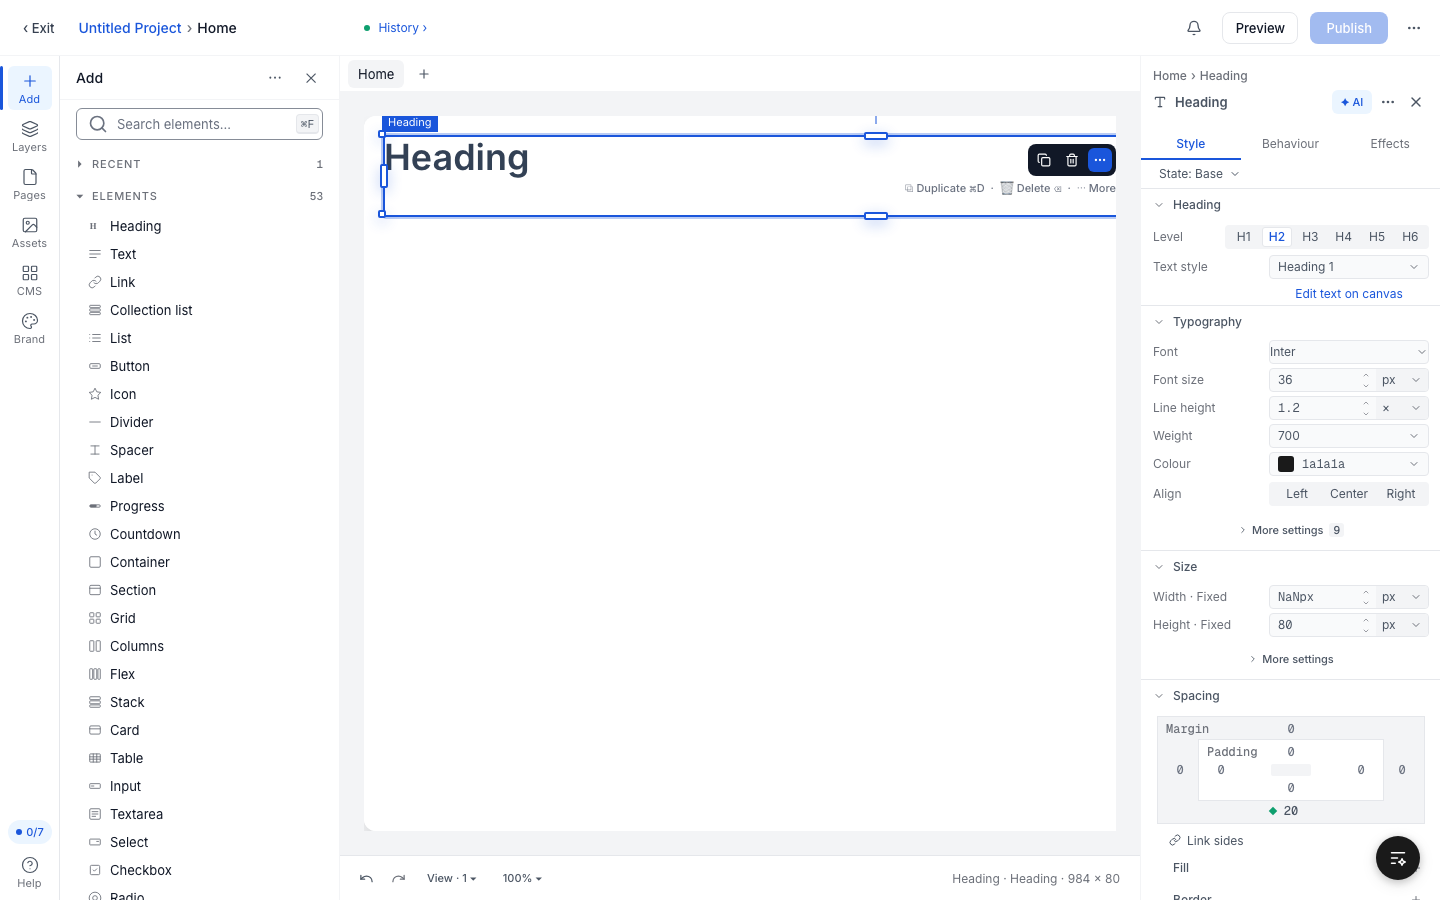 ‹ Exit
Untitled Project › Home
History ›
Preview
Publish
Add
Layers
Pages
Assets
CMS
Brand
0/7
Help
Add
Search elements...
⌘F
RECENT 1
ELEMENTS 53
H Heading
Text
Link
Collection list
List
Button
Icon
Divider
Spacer
Label
Progress
Countdown
Container
Section
Grid
Columns
Flex
Stack
Card
Table
Input
Textarea
Select
Checkbox
Radio
Home
Heading
Heading
Duplicate ⌘D · Delete ⌫ · ··· More
View · 1
100%
Heading · Heading · 984 × 80
Home › Heading
Heading
AI
Style Behaviour Effects
State: Base
Heading
Level H1 H2 H3 H4 H5 H6
Text style Heading 1
Edit text on canvas
Typography
Font Inter
Font size 36 px
Line height 1.2 ×
Weight 700
Colour 1a1a1a
Align Left Center Right
More settings 9
Size
Width · Fixed NaNpx px
Height · Fixed 80 px
More settings
Spacing
Margin 0
Padding 0
0 0 0 0
0
20
Link sides
Fill
Border